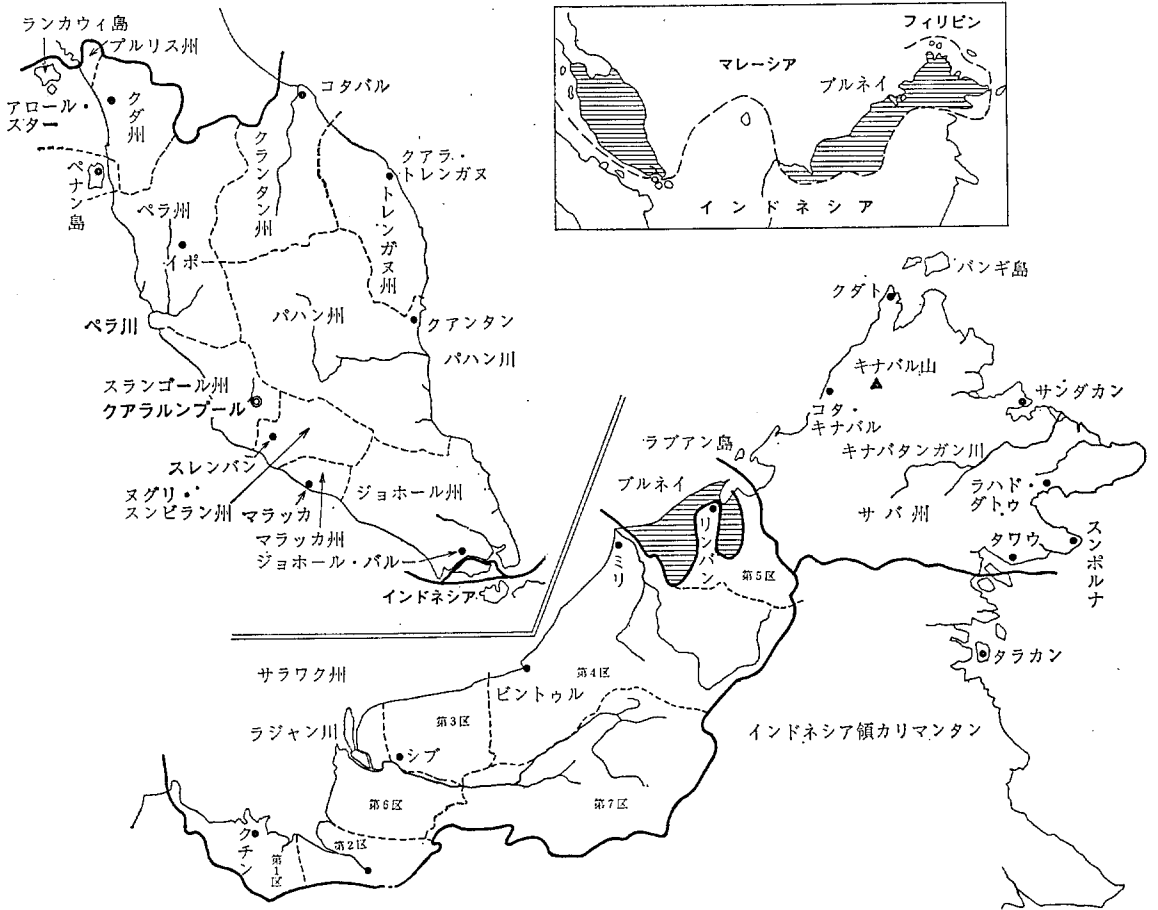 ランカウィ島
プルリス州
アロール・
スター
クダ州
コタバル
クランタン州
クアラ・
トレンガヌ
トレンガヌ州
ペナン島
ペラ州
イポー
ペラ川
パハン州
クアンタン
パハン川
スランゴール州
クアラルンプール
スレンバン
ヌグリ・
スンビラン州
マラッカ
マラッカ州
ジョホール州
ジョホール・バル
インドネシア
フィリピン
マレーシア
ブルネイ
インドネシア
バンギ島
クダト
キナバル山
サンダカン
コタ・
キナバル
ラブアン島
キナバタンガン川
ブルネイ
ラハド・
ダトゥ
サバ州
リンバン
タワウ
スンポルナ
ミリ
第5区
タラカン
サラワク州
第4区
ビントゥル
第3区
ラジャン川
インドネシア領カリマンタン
シブ
第6区
第7区
クチン
第2区
第1区